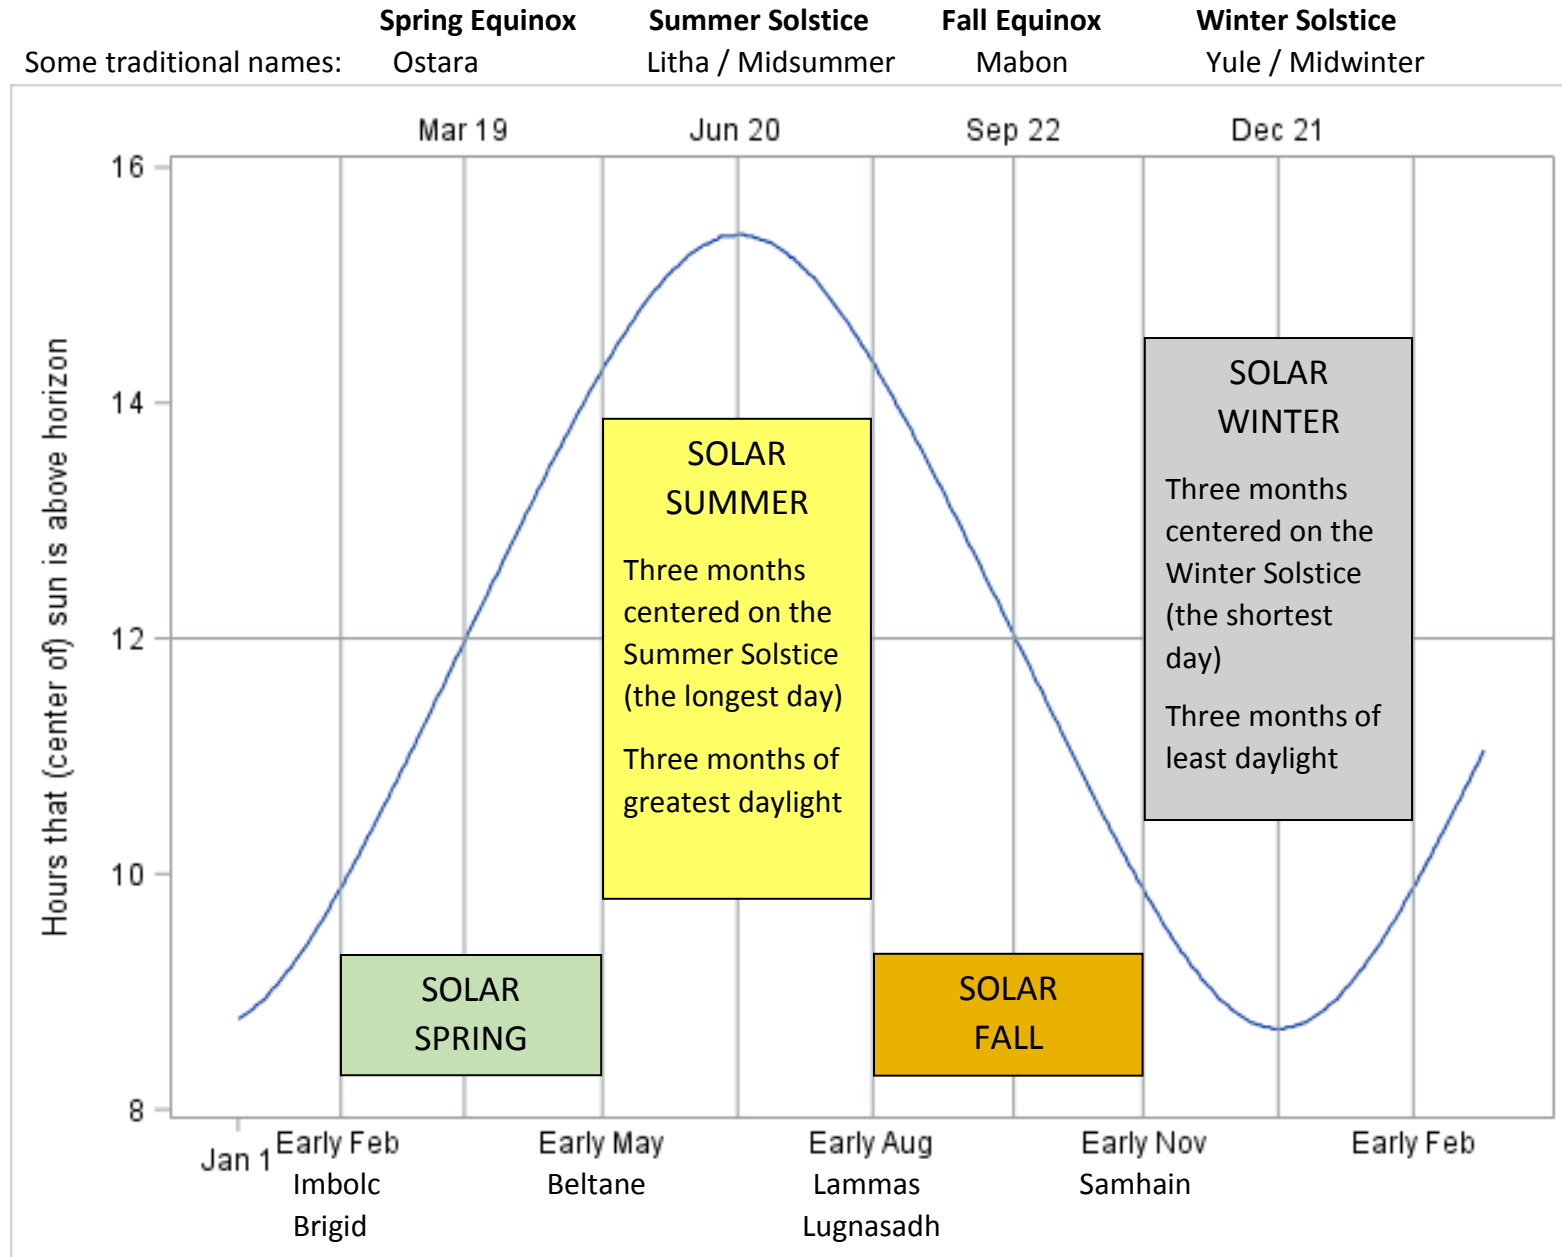 Spring Equinox Summer Solstice Fall Equinox Winter Solstice
Some traditional names: Ostara Litha / Midsummer Mabon Yule / Midwinter
Mar 19 Jun 20 Sep 22 Dec 21
Hours that (center of) sun is above horizon
16
14
12
10
8
SOLAR
SPRING
SOLAR
SUMMER
Three months
centered on the
Summer Solstice
(the longest day)
Three months of
greatest daylight
SOLAR
FALL
SOLAR
WINTER
Three months
centered on the
Winter Solstice
(the shortest
day)
Three months of
least daylight
Jan 1 Early Feb Early May Early Aug Early Nov Early Feb
Imbolc Beltane Lammas Samhain
Brigid Lugnasadh